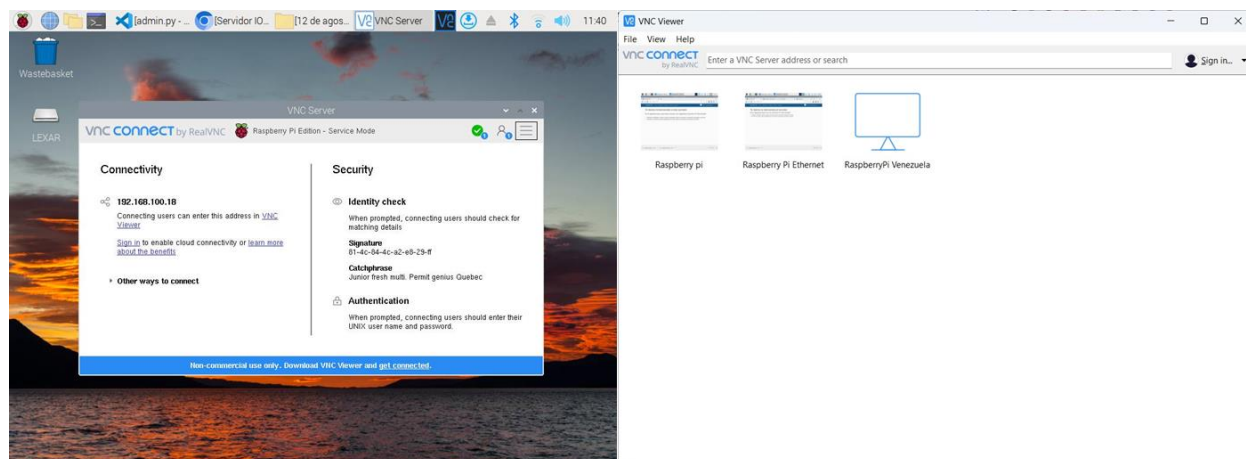 [admin.py - ...
[Servidor IO...
[12 de agos...
VNC Server
11:40
Wastebasket
LEXAR
VNC Server
VNC CONNECT by RealVNC
Raspberry Pi Edition - Service Mode
Connectivity
192.168.100.18
Connecting users can enter this address in VNC
Viewer
Sign in to enable cloud connectivity or learn more
about the benefits
Other ways to connect
Security
Identity check
When prompted, connecting users should check for
matching details
Signature
81-4c-84-4c-a2-e8-29-ff
Catchphrase
Junior fresh multi. Permit genius Quebec
Authentication
When prompted, connecting users should enter their
UNIX user name and password.
Non-commercial use only. Download VNC Viewer and get connected.
VNC Viewer
File View Help
VNC CONNECT
by RealVNC
Enter a VNC Server address or search
Sign in...
Raspberry pi
Raspberry Pi Ethernet
RaspberryPi Venezuela